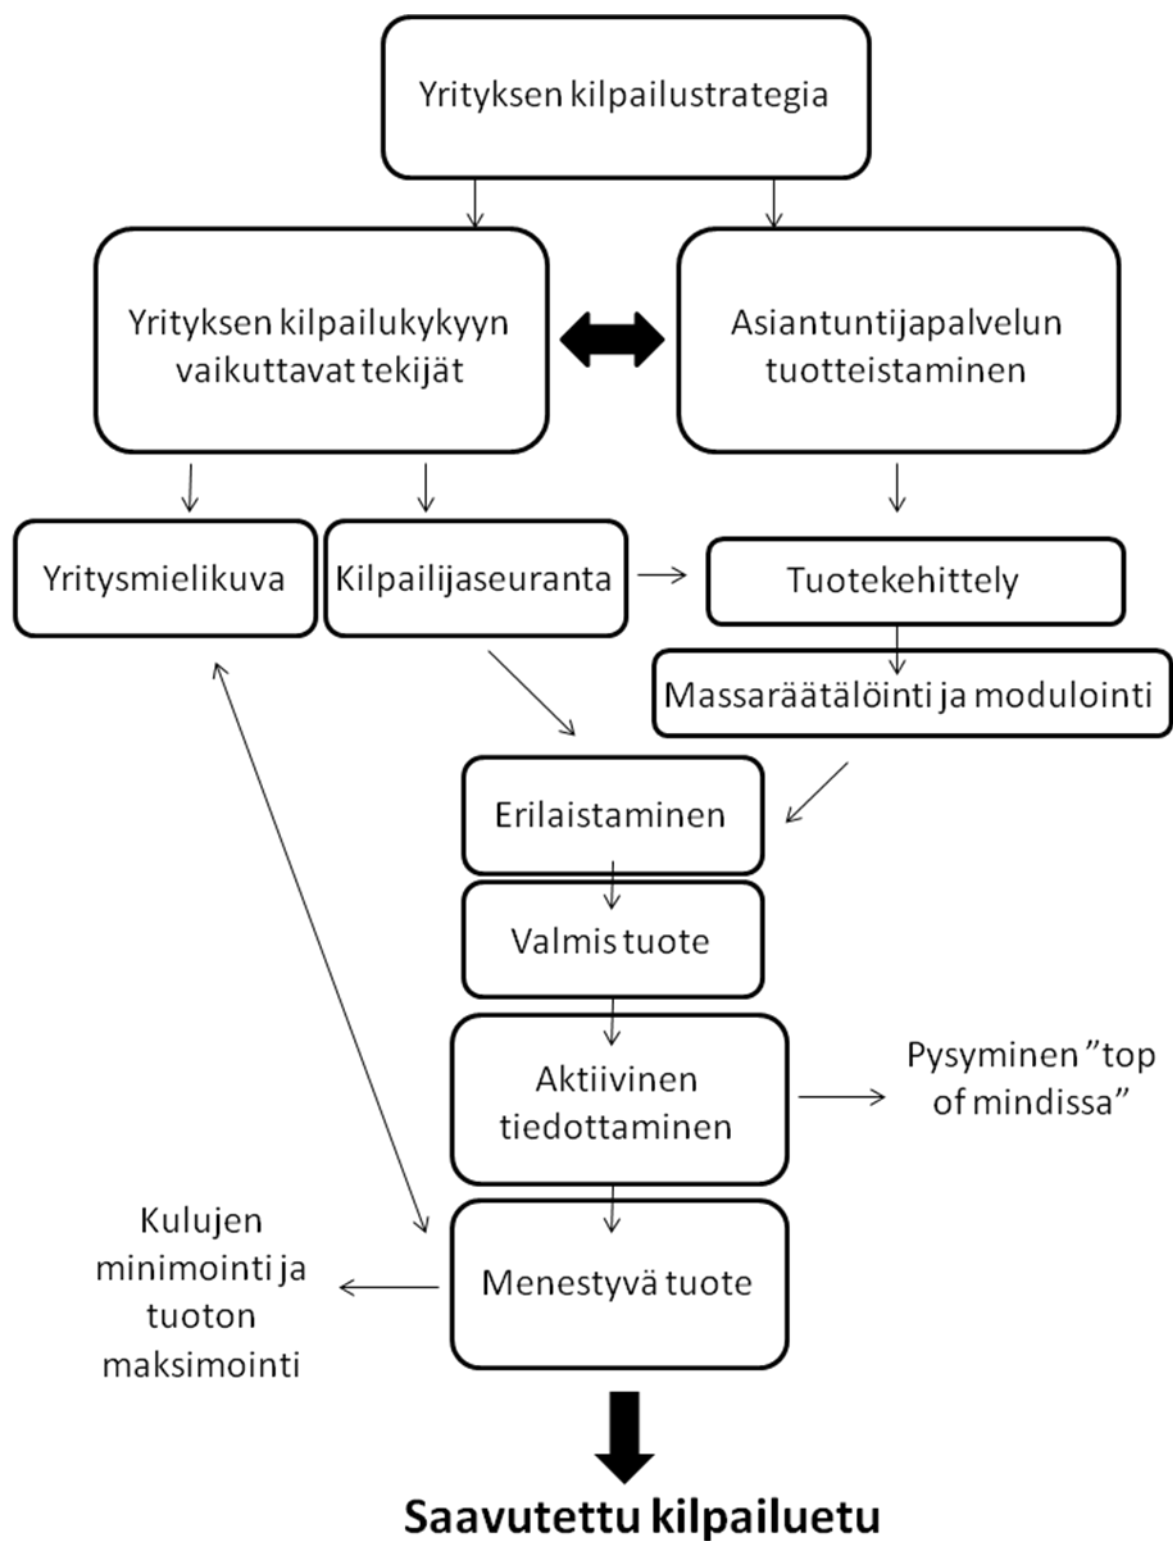 Yrityksen kilpailustrategia
Yrityksen kilpailukykyyn
vaikuttavat tekijät
Asiantuntijapalvelun
tuotteistaminen
Yritysmielikuva
Kilpailijaseuranta
Tuotekehittely
Massaräätälöinti ja modulointi
Erilaistaminen
Valmis tuote
Aktiivinen
tiedottaminen
Pysyminen ”top
of mindissa”
Kulujen
minimointi ja
tuoton
maksimointi
Menestyvä tuote
Saavutettu kilpailuetu